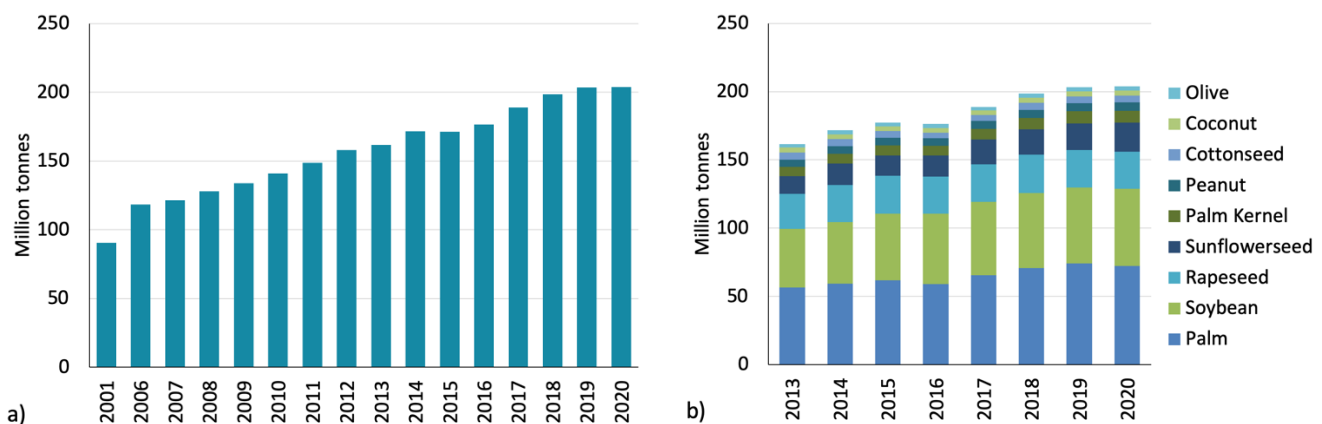 250
200
150
100
50
0
Million tonnes
2001 2006 2007 2008 2009 2010 2011 2012 2013 2014 2015 2016 2017 2018 2019 2020
a)
250
200
150
100
50
0
Million tonnes
2013 2014 2015 2016 2017 2018 2019 2020
b)
Olive
Coconut
Cottonseed
Peanut
Palm Kernel
Sunflowerseed
Rapeseed
Soybean
Palm